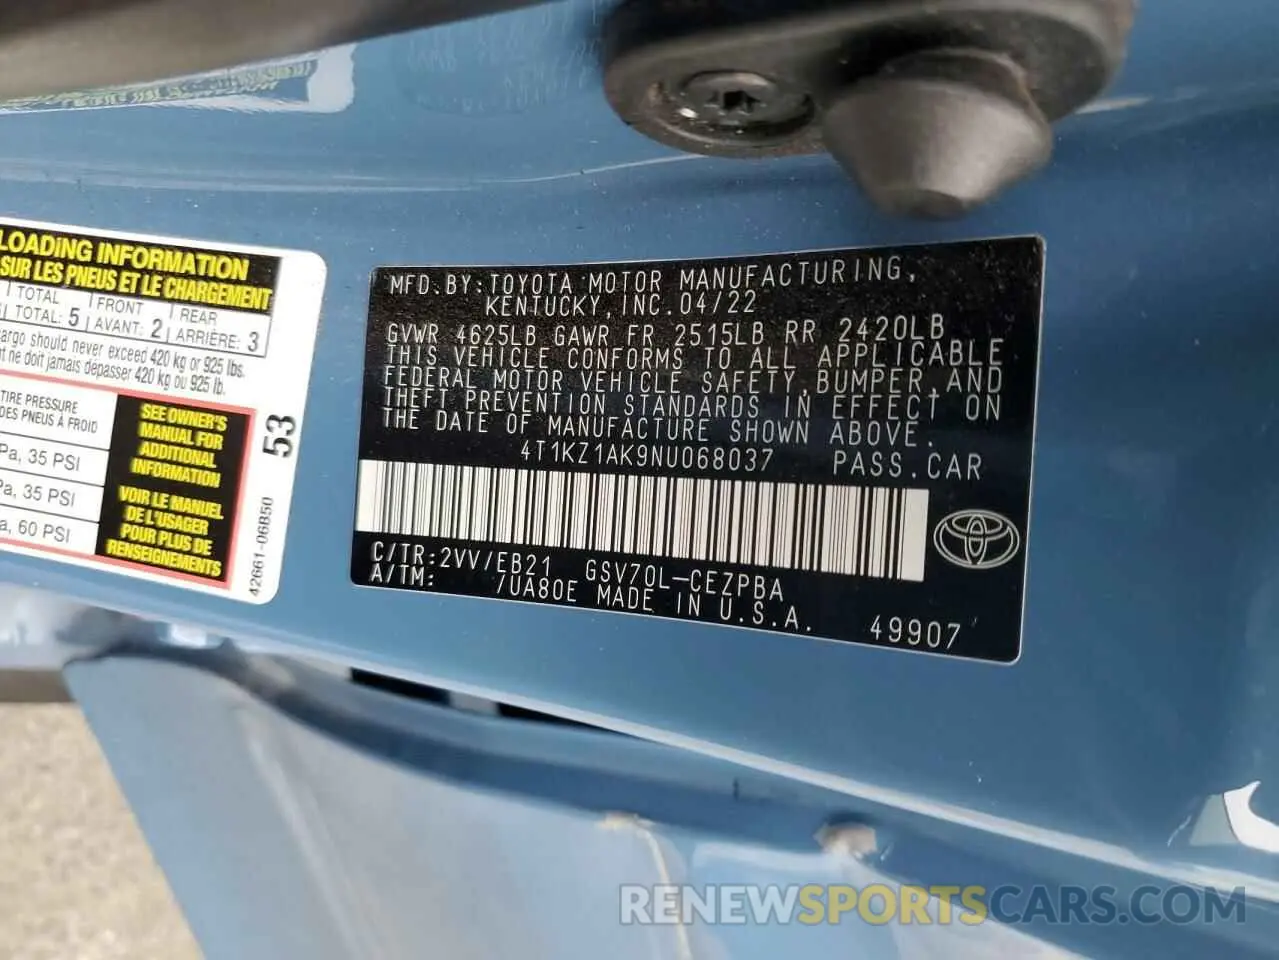 LOADING INFORMATION
SUR LES PNEUS ET LE CHARGEMENT
TOTAL FRONT REAR
TOTAL: 5 AVANT: 2 ARRIÈRE: 3
cargo should never exceed 420 kg or 925 lbs.
nt ne doit jamais dépasser 420 kg ou 925 lb.
TIRE PRESSURE
DES PNEUS À FROID
Pa, 35 PSI
Pa, 35 PSI
a, 60 PSI
SEE OWNER'S
MANUAL FOR
ADDITIONAL
INFORMATION
VOIR LE MANUEL
DE L'USAGER
POUR PLUS DE
RENSEIGNEMENTS
53
42661-06B50
MFD. BY: TOYOTA MOTOR MANUFACTURING,
KENTUCKY, INC. 04/22
GVWR 4625LB GAWR FR 2515LB RR 2420LB
THIS VEHICLE CONFORMS TO ALL APPLICABLE
FEDERAL MOTOR VEHICLE SAFETY, BUMPER, AND
THEFT PREVENTION STANDARDS IN EFFECT ON
THE DATE OF MANUFACTURE SHOWN ABOVE.
4T1KZ1AK9NU068037 PASS.CAR
C/TR: 2VV/EB21 GSV70L-CEZPBA
A/TM: /UA80E MADE IN U.S.A.
49907
RENEWSPORTSCARS.COM